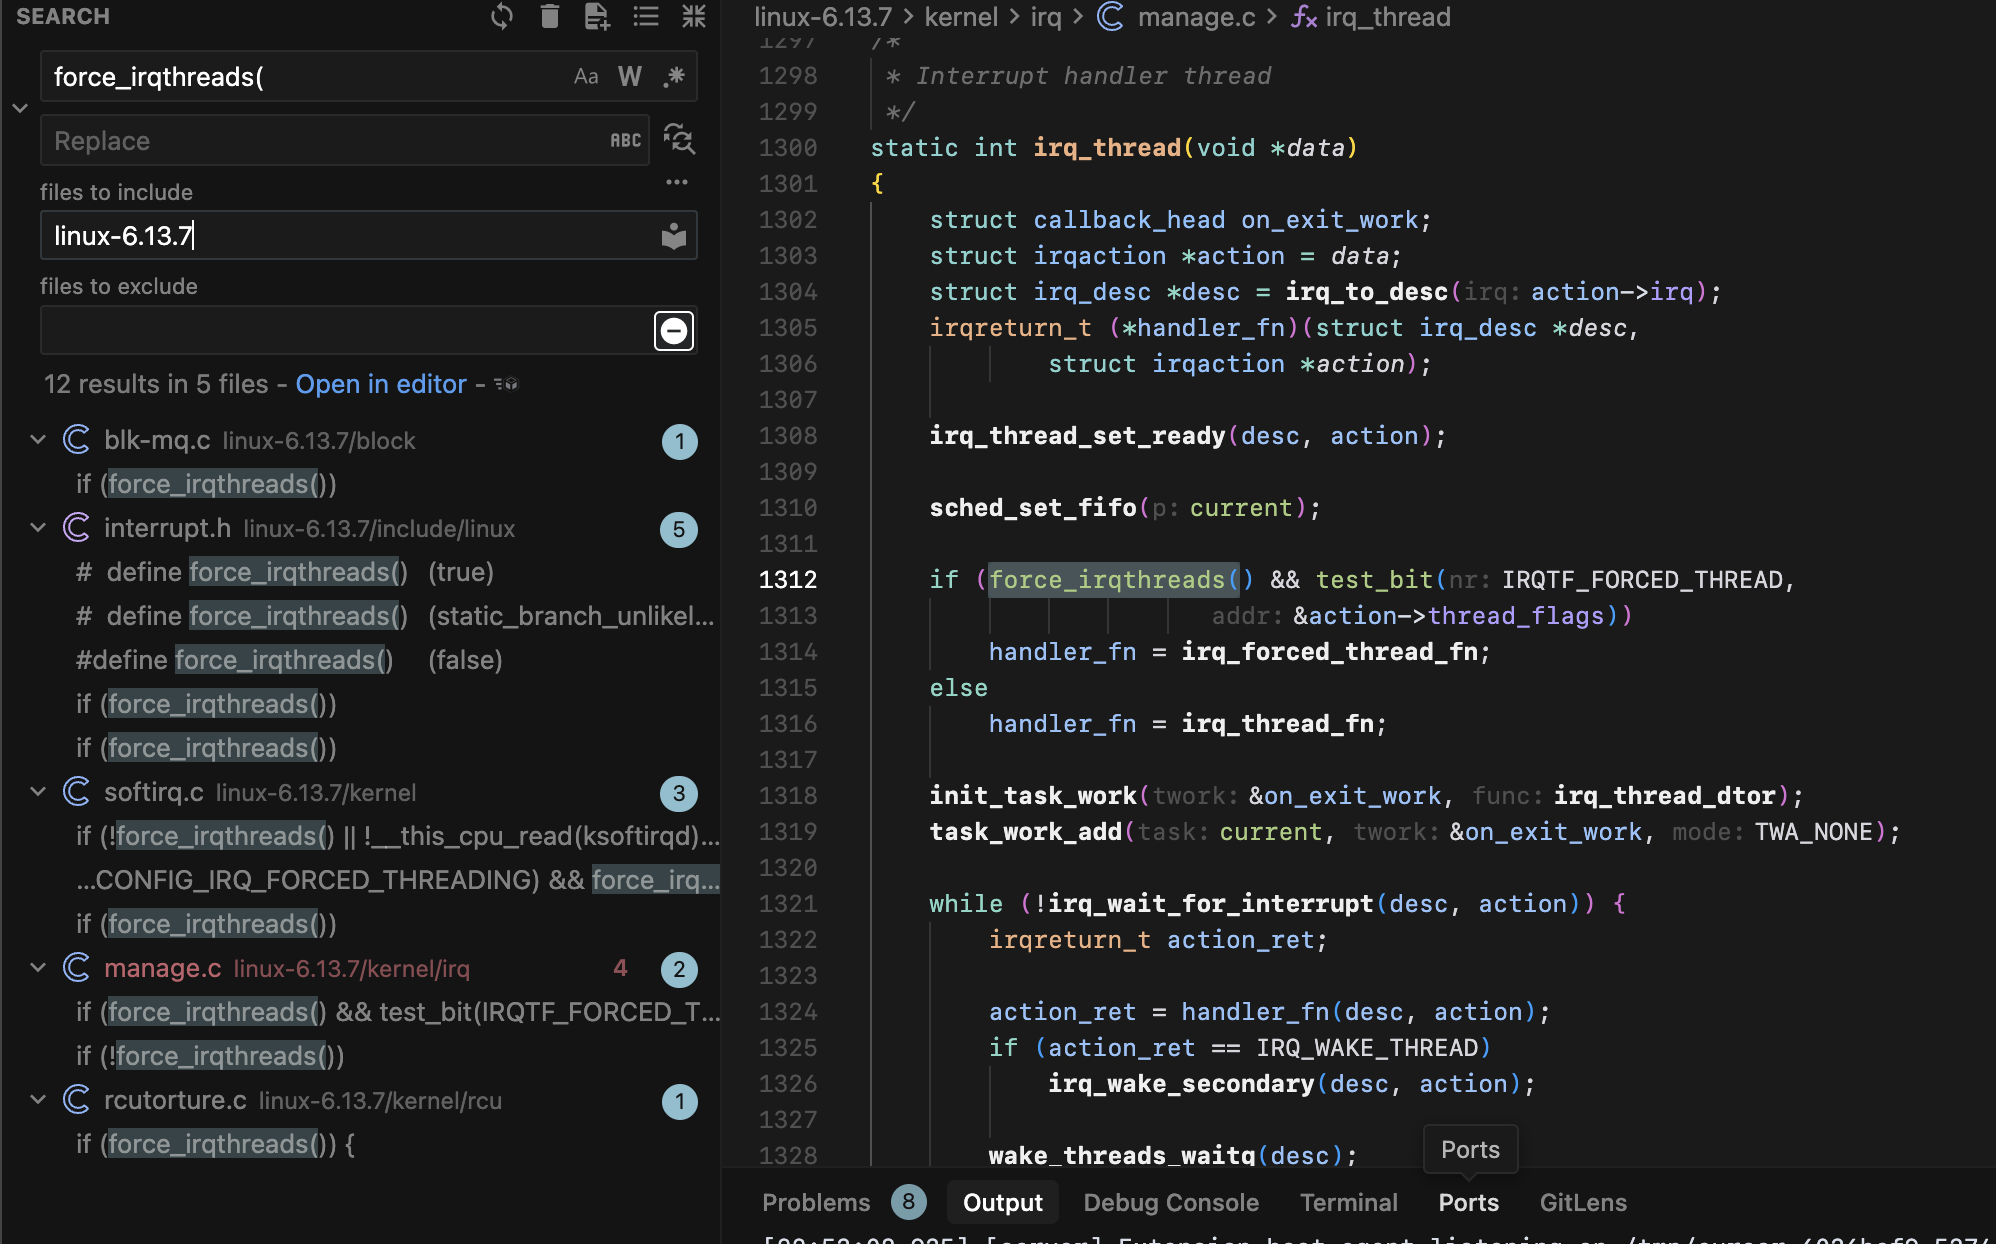 SEARCH
force_irqthreads(
Aa W .*
Replace
ABC
files to include
linux-6.13.7
files to exclude
12 results in 5 files - Open in editor -
blk-mq.c linux-6.13.7/block 1
if (force_irqthreads())
interrupt.h linux-6.13.7/include/linux 5
# define force_irqthreads() (true)
# define force_irqthreads() (static_branch_unlikel...
#define force_irqthreads() (false)
if (force_irqthreads())
if (force_irqthreads())
softirq.c linux-6.13.7/kernel 3
if (!force_irqthreads() || !__this_cpu_read(ksoftirqd)...
...CONFIG_IRQ_FORCED_THREADING) && force_irq...
if (force_irqthreads())
manage.c linux-6.13.7/kernel/irq 4 2
if (force_irqthreads() && test_bit(IRQTF_FORCED_T...
if (!force_irqthreads())
rcutorture.c linux-6.13.7/kernel/rcu 1
if (force_irqthreads()) {
linux-6.13.7 > kernel > irq > C manage.c > fx irq_thread
1297 /*
1298 * Interrupt handler thread
1299 */
1300 static int irq_thread(void *data)
1301 {
1302 struct callback_head on_exit_work;
1303 struct irqaction *action = data;
1304 struct irq_desc *desc = irq_to_desc(irq: action->irq);
1305 irqreturn_t (*handler_fn)(struct irq_desc *desc,
1306 struct irqaction *action);
1307
1308 irq_thread_set_ready(desc, action);
1309
1310 sched_set_fifo(p: current);
1311
1312 if (force_irqthreads() && test_bit(nr: IRQTF_FORCED_THREAD,
1313 addr: &action->thread_flags))
1314 handler_fn = irq_forced_thread_fn;
1315 else
1316 handler_fn = irq_thread_fn;
1317
1318 init_task_work(twork: &on_exit_work, func: irq_thread_dtor);
1319 task_work_add(task: current, twork: &on_exit_work, mode: TWA_NONE);
1320
1321 while (!irq_wait_for_interrupt(desc, action)) {
1322 irqreturn_t action_ret;
1323
1324 action_ret = handler_fn(desc, action);
1325 if (action_ret == IRQ_WAKE_THREAD)
1326 irq_wake_secondary(desc, action);
1327
1328 wake_threads_waitq(desc);
Ports
Problems 8 Output Debug Console Terminal Ports GitLens